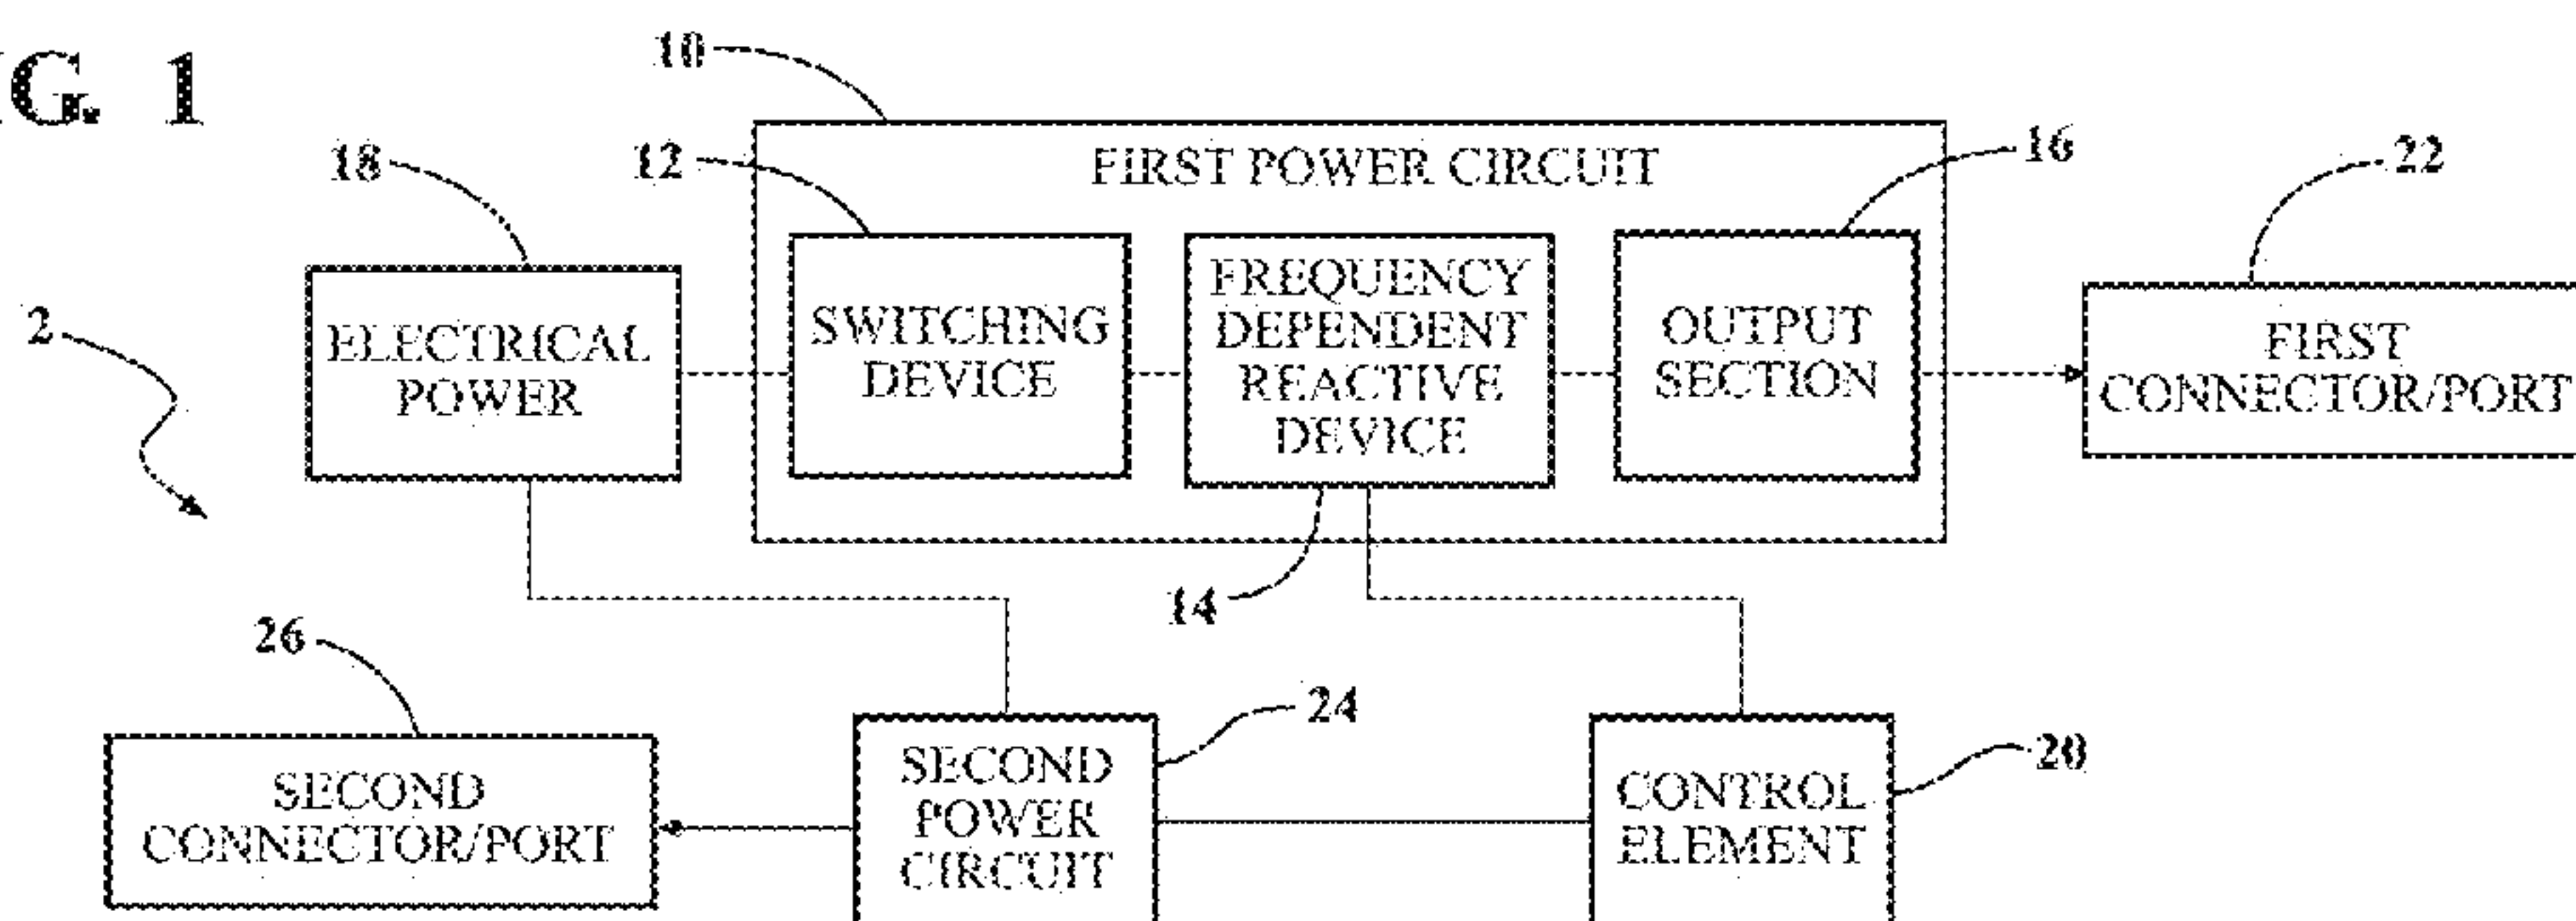 G. 1
10
18
12
FIRST POWER CIRCUIT
16
22
2
ELECTRICAL
POWER
SWITCHING
DEVICE
FREQUENCY
DEPENDENT
REACTIVE
DEVICE
OUTPUT
SECTION
FIRST
CONNECTOR/PORT
14
26
24
20
SECOND
CONNECTOR/PORT
SECOND
POWER
CIRCUIT
CONTROL
ELEMENT